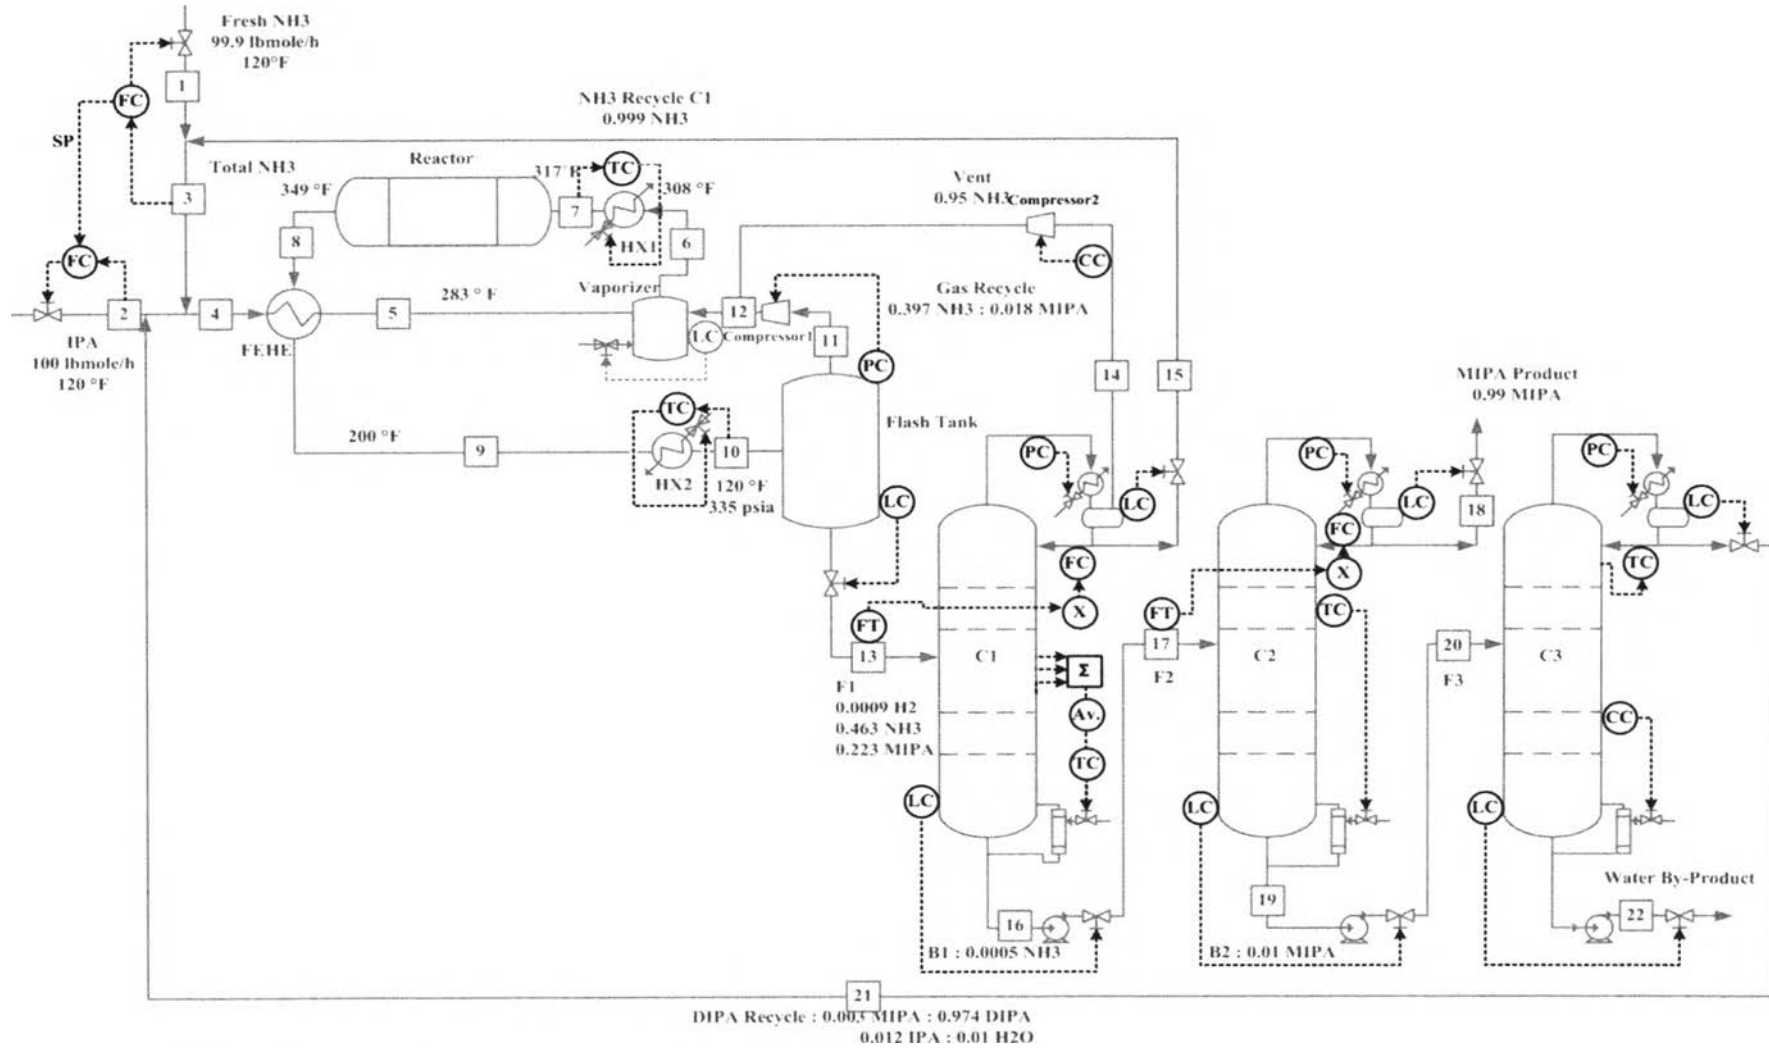 Fresh NH3
99.9 lbmole/h
120°F
1
FC
SP
NH3 Recycle C1
0.999 NH3
Total NH3
3
Reactor
349 °F
317°F
TC
308 °F
7
HX1
6
8
FC
2
IPA
100 lbmole/h
120 °F
4
FEHE
5
283 ° F
Vaporizer
LC
12
Compressor1
11
PC
Vent
0.95 NH3
Compressor2
CC
Gas Recycle
0.397 NH3 : 0.018 MIPA
14
15
MIPA Product
0.99 MIPA
Flash Tank
200 °F
9
TC
HX2
10
120 °F
335 psia
LC
PC
LC
FC
X
FT
13
F1
0.0009 H2
0.463 NH3
0.223 MIPA
C1
Σ
Av.
TC
LC
16
B1 : 0.0005 NH3
PC
LC
18
FC
X
FT
17
F2
TC
C2
LC
19
B2 : 0.01 MIPA
PC
LC
TC
20
F3
C3
CC
LC
Water By-Product
22
21
DIPA Recycle : 0.003 MIPA : 0.974 DIPA
0.012 IPA : 0.01 H2O